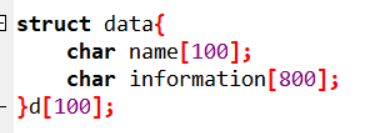 struct data{
    char name[100];
    char information[800];
}d[100];